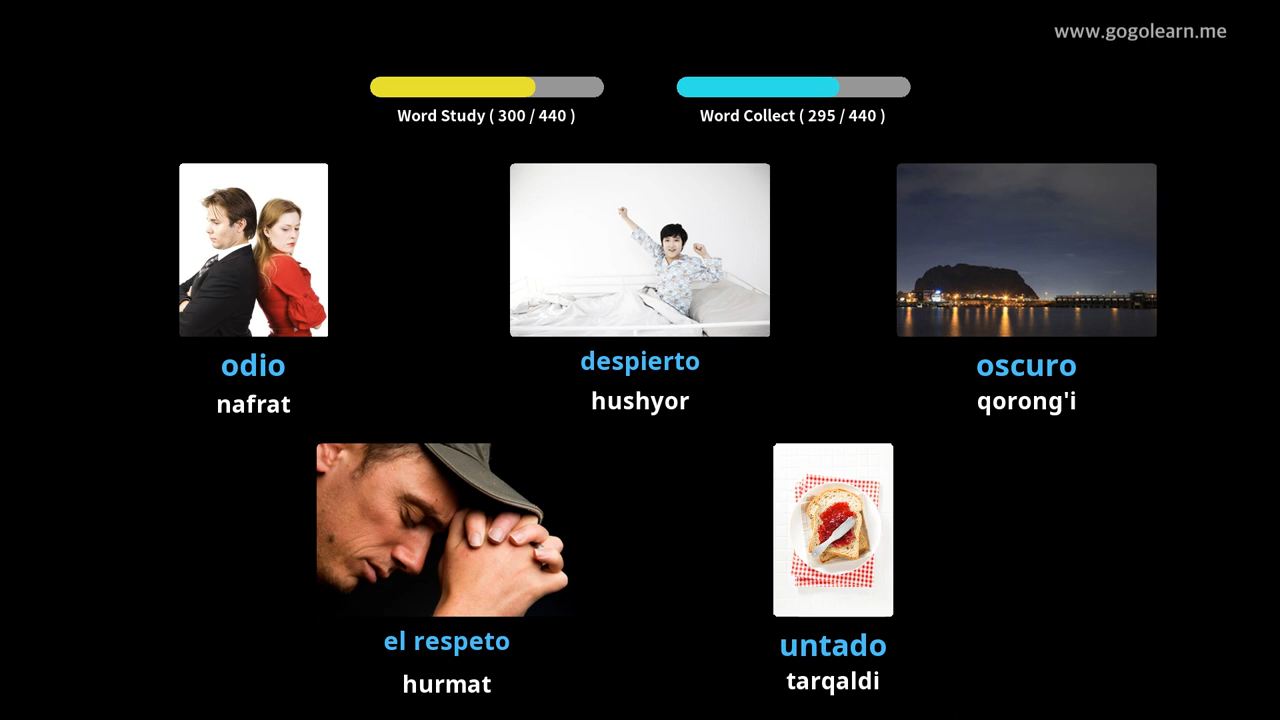 www.gogolearn.me
Word Study ( 300 / 440 )
Word Collect ( 295 / 440 )
odio
nafrat
despierto
hushyor
oscuro
qorong'i
el respeto
hurmat
untado
tarqaldi